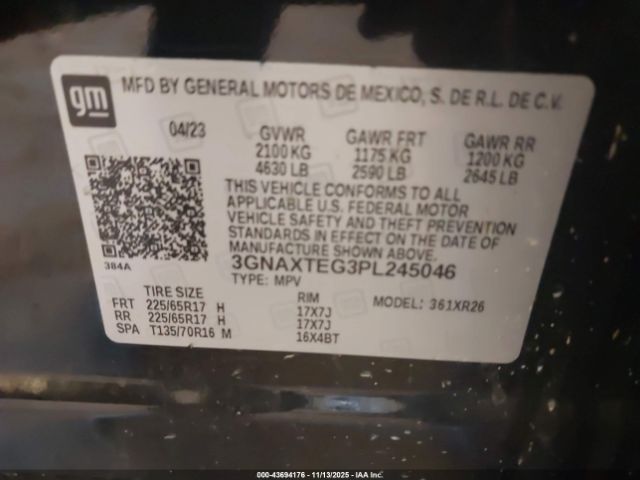 gm
MFD BY GENERAL MOTORS DE MEXICO, S. DE R.L. DE C.V.
04/23 GVWR GAWR FRT GAWR RR
2100 KG 1175 KG 1200 KG
4630 LB 2590 LB 2645 LB
THIS VEHICLE CONFORMS TO ALL
APPLICABLE U.S. FEDERAL MOTOR
VEHICLE SAFETY AND THEFT PREVENTION
STANDARDS IN EFFECT ON THE DATE OF
MANUFACTURE SHOWN ABOVE.
384A
3GNAXTEG3PL245046
TYPE: MPV
TIRE SIZE RIM MODEL: 361XR26
FRT 225/65R17 H 17X7J
RR 225/65R17 H 17X7J
SPA T135/70R16 M 16X4BT
000-43694176 - 11/13/2025 - IAAI.com